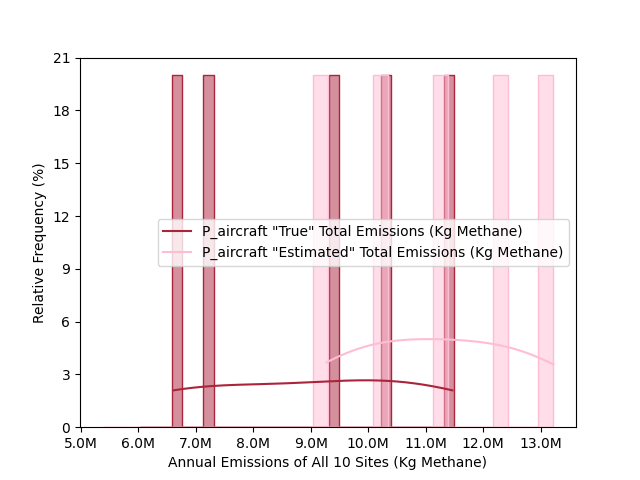 21
18
15
12
9
6
3
0
Relative Frequency (%)
P_aircraft "True" Total Emissions (Kg Methane)
P_aircraft "Estimated" Total Emissions (Kg Methane)
5.0M 6.0M 7.0M 8.0M 9.0M 10.0M 11.0M 12.0M 13.0M
Annual Emissions of All 10 Sites (Kg Methane)